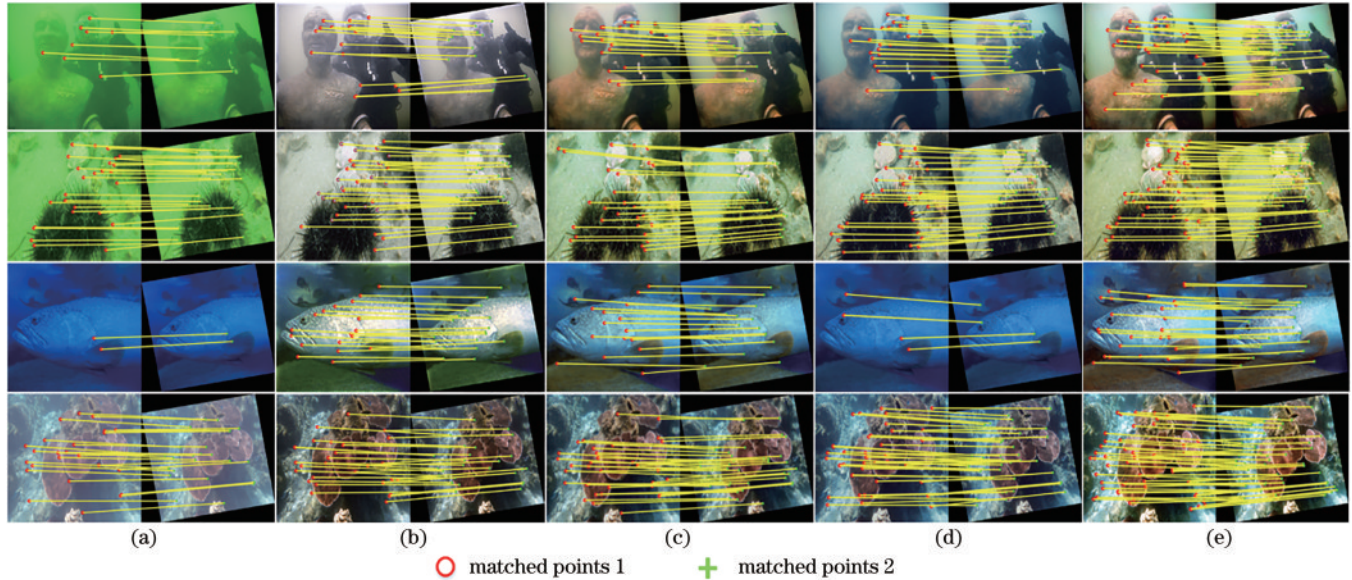 (a) (b) (c) (d) (e)
matched points 1 matched points 2